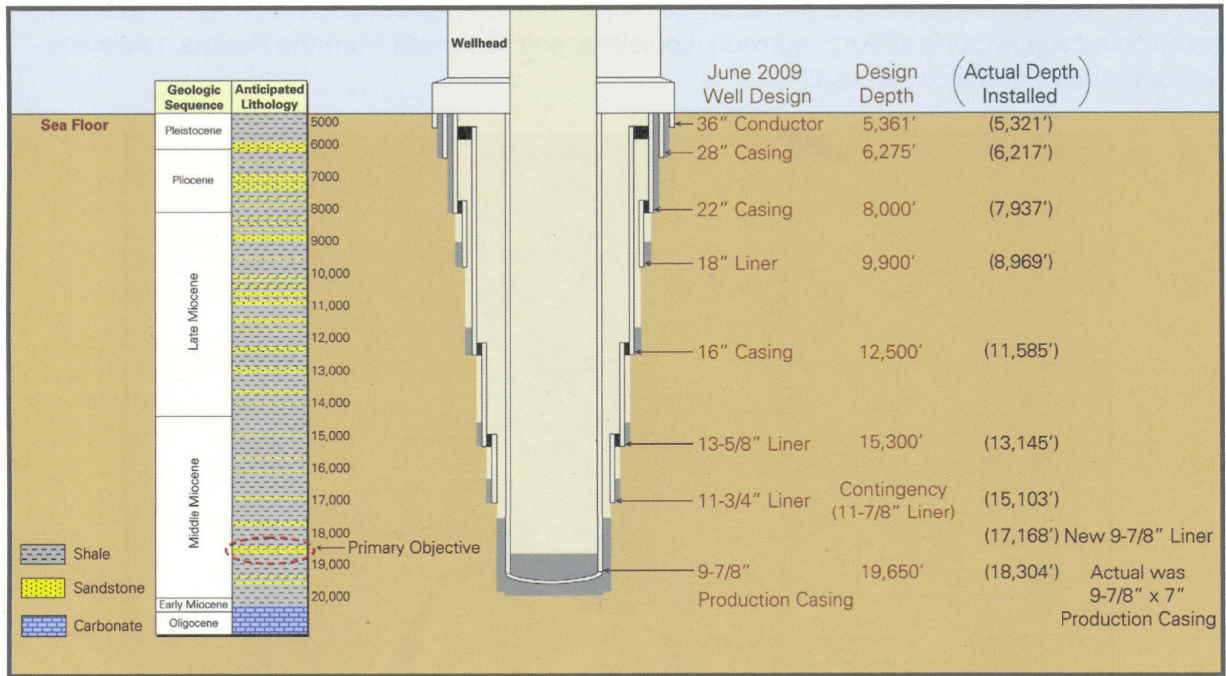 Wellhead
June 2009
Well Design
Design
Depth
(Actual Depth
Installed)
Geologic
Sequence
Anticipated
Lithology
Sea Floor
Pleistocene
Pliocene
Late Miocene
Middle Miocene
Early Miocene
Oligocene
5000
6000
7000
8000
9000
10,000
11,000
12,000
13,000
14,000
15,000
16,000
17,000
18,000
19,000
20,000
36" Conductor 5,361' (5,321')
28" Casing 6,275' (6,217')
22" Casing 8,000' (7,937')
18" Liner 9,900' (8,969')
16" Casing 12,500' (11,585')
13-5/8" Liner 15,300' (13,145')
11-3/4" Liner Contingency (15,103')
(11-7/8" Liner)
(17,168') New 9-7/8" Liner
Primary Objective
9-7/8" 19,650' (18,304') Actual was
Production Casing 9-7/8" x 7"
Production Casing
Shale
Sandstone
Carbonate